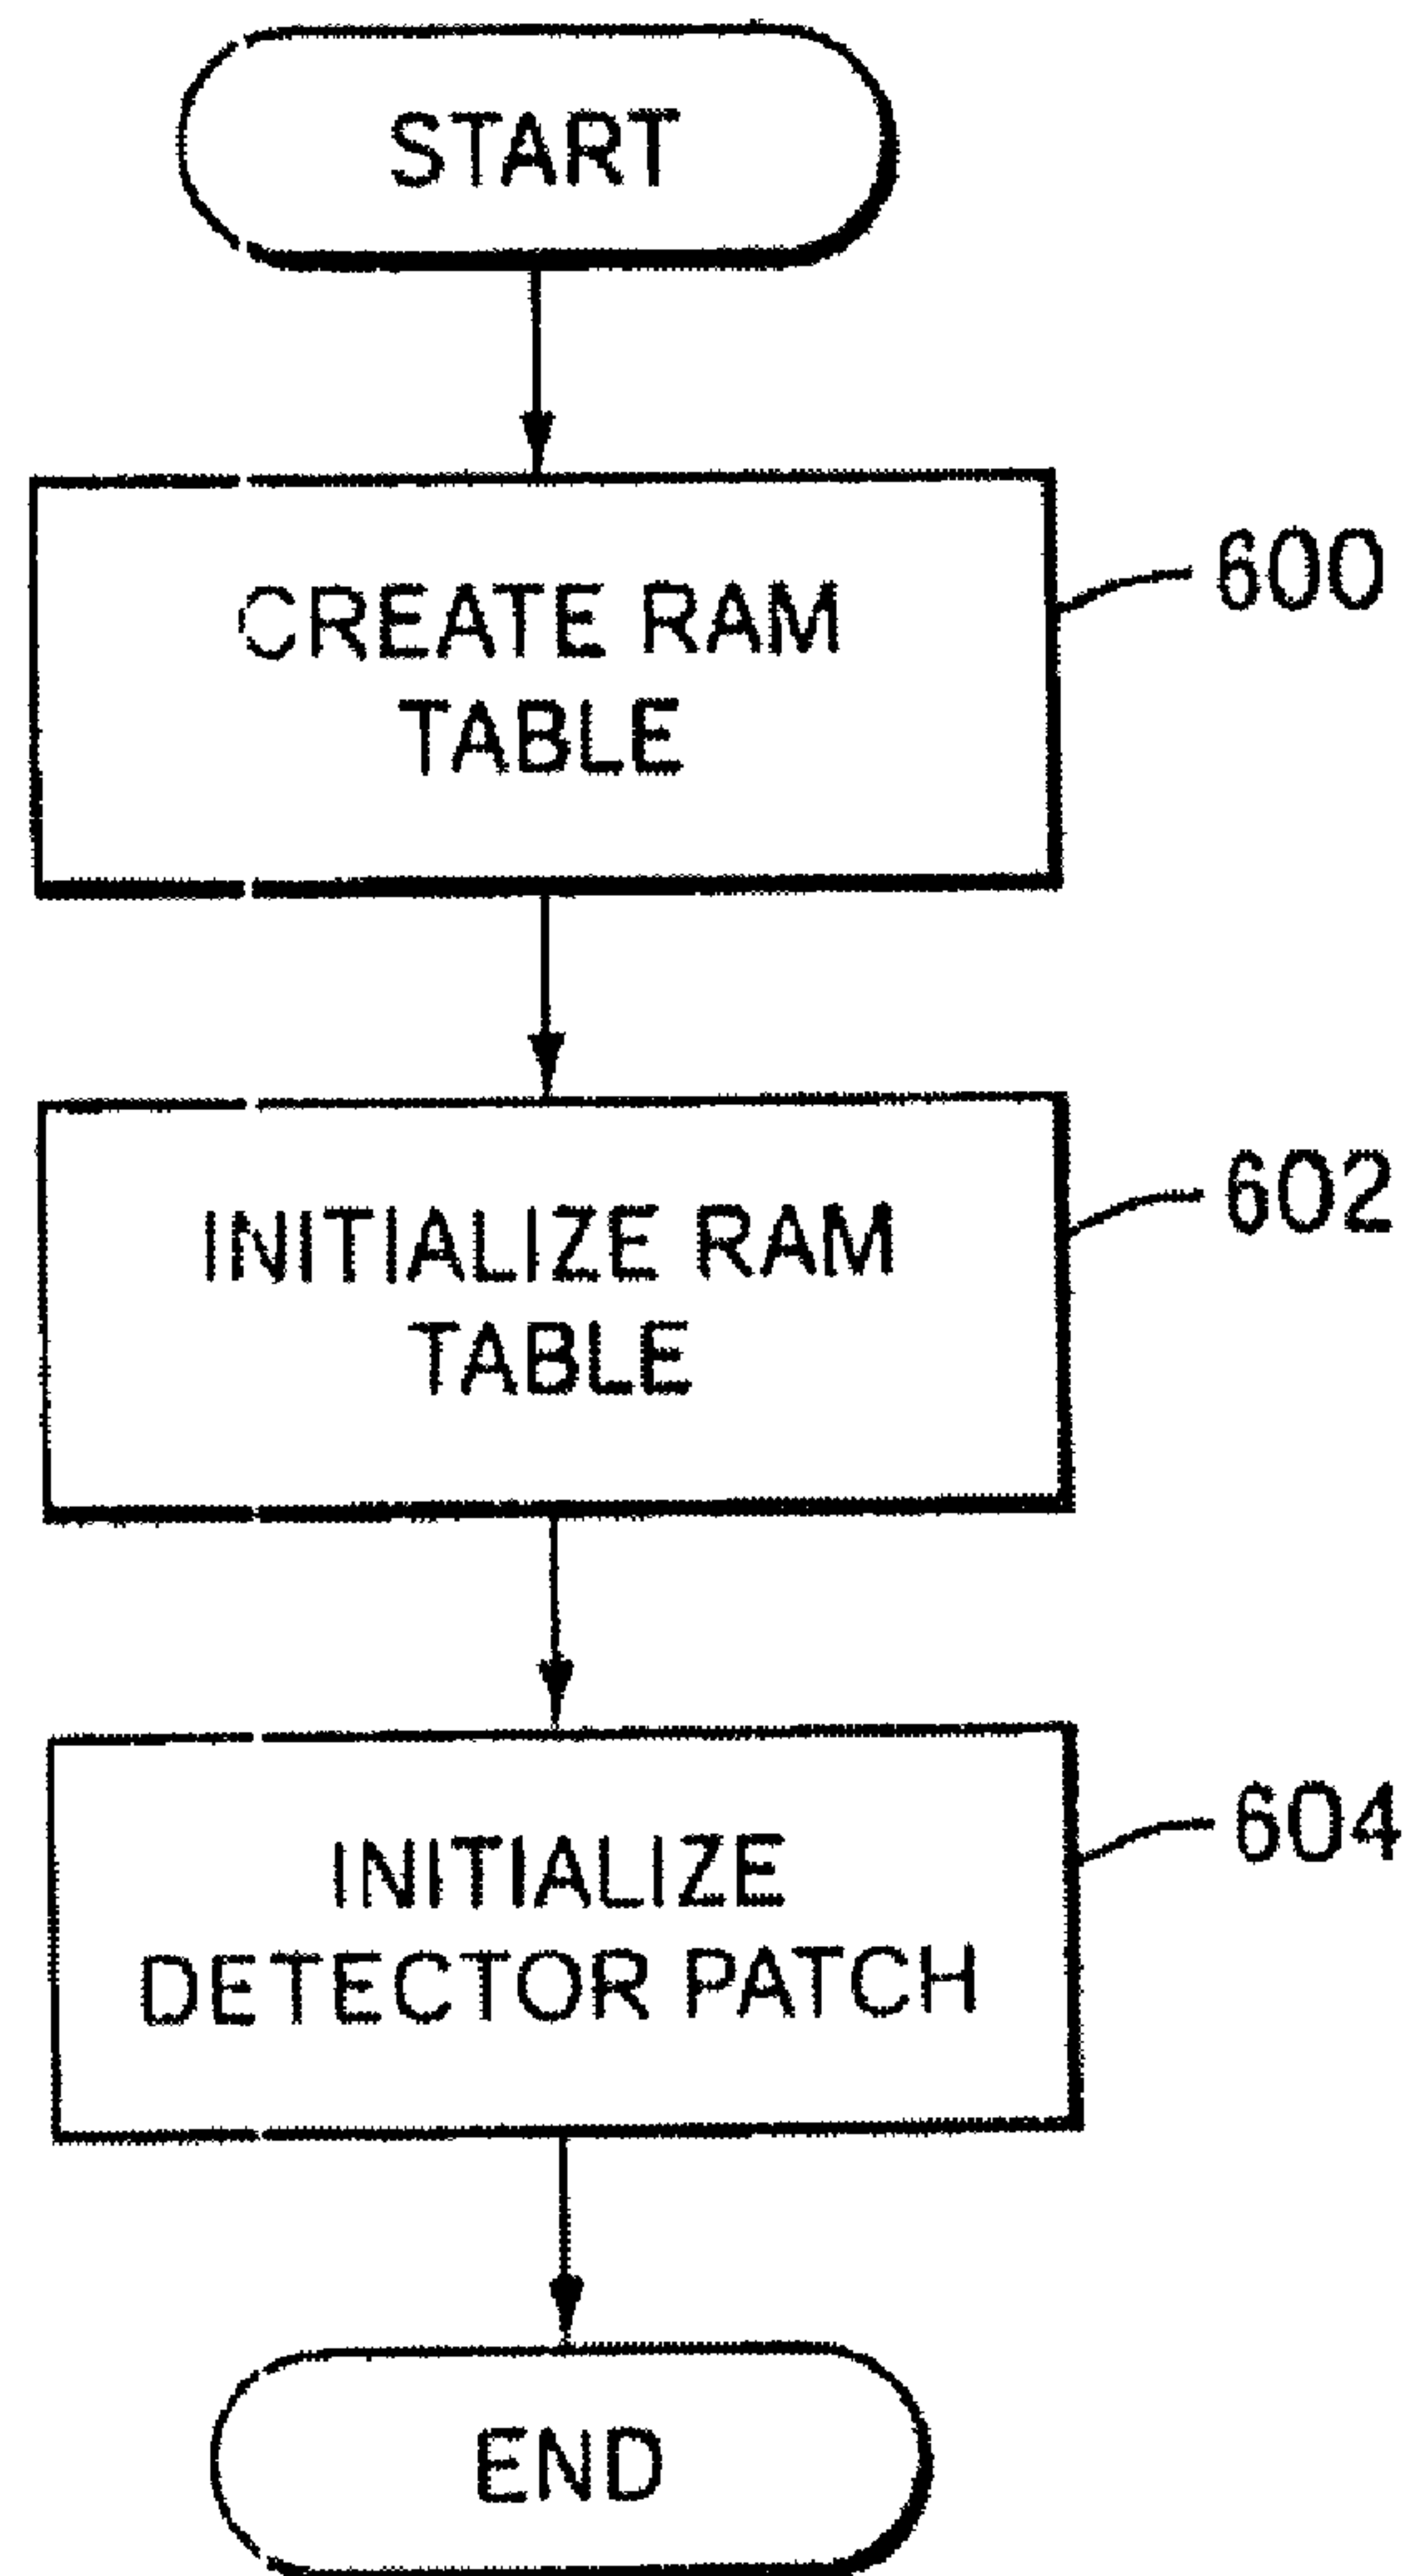 START
CREATE RAM
TABLE
600
INITIALIZE RAM
TABLE
602
INITIALIZE
DETECTOR PATCH
604
END